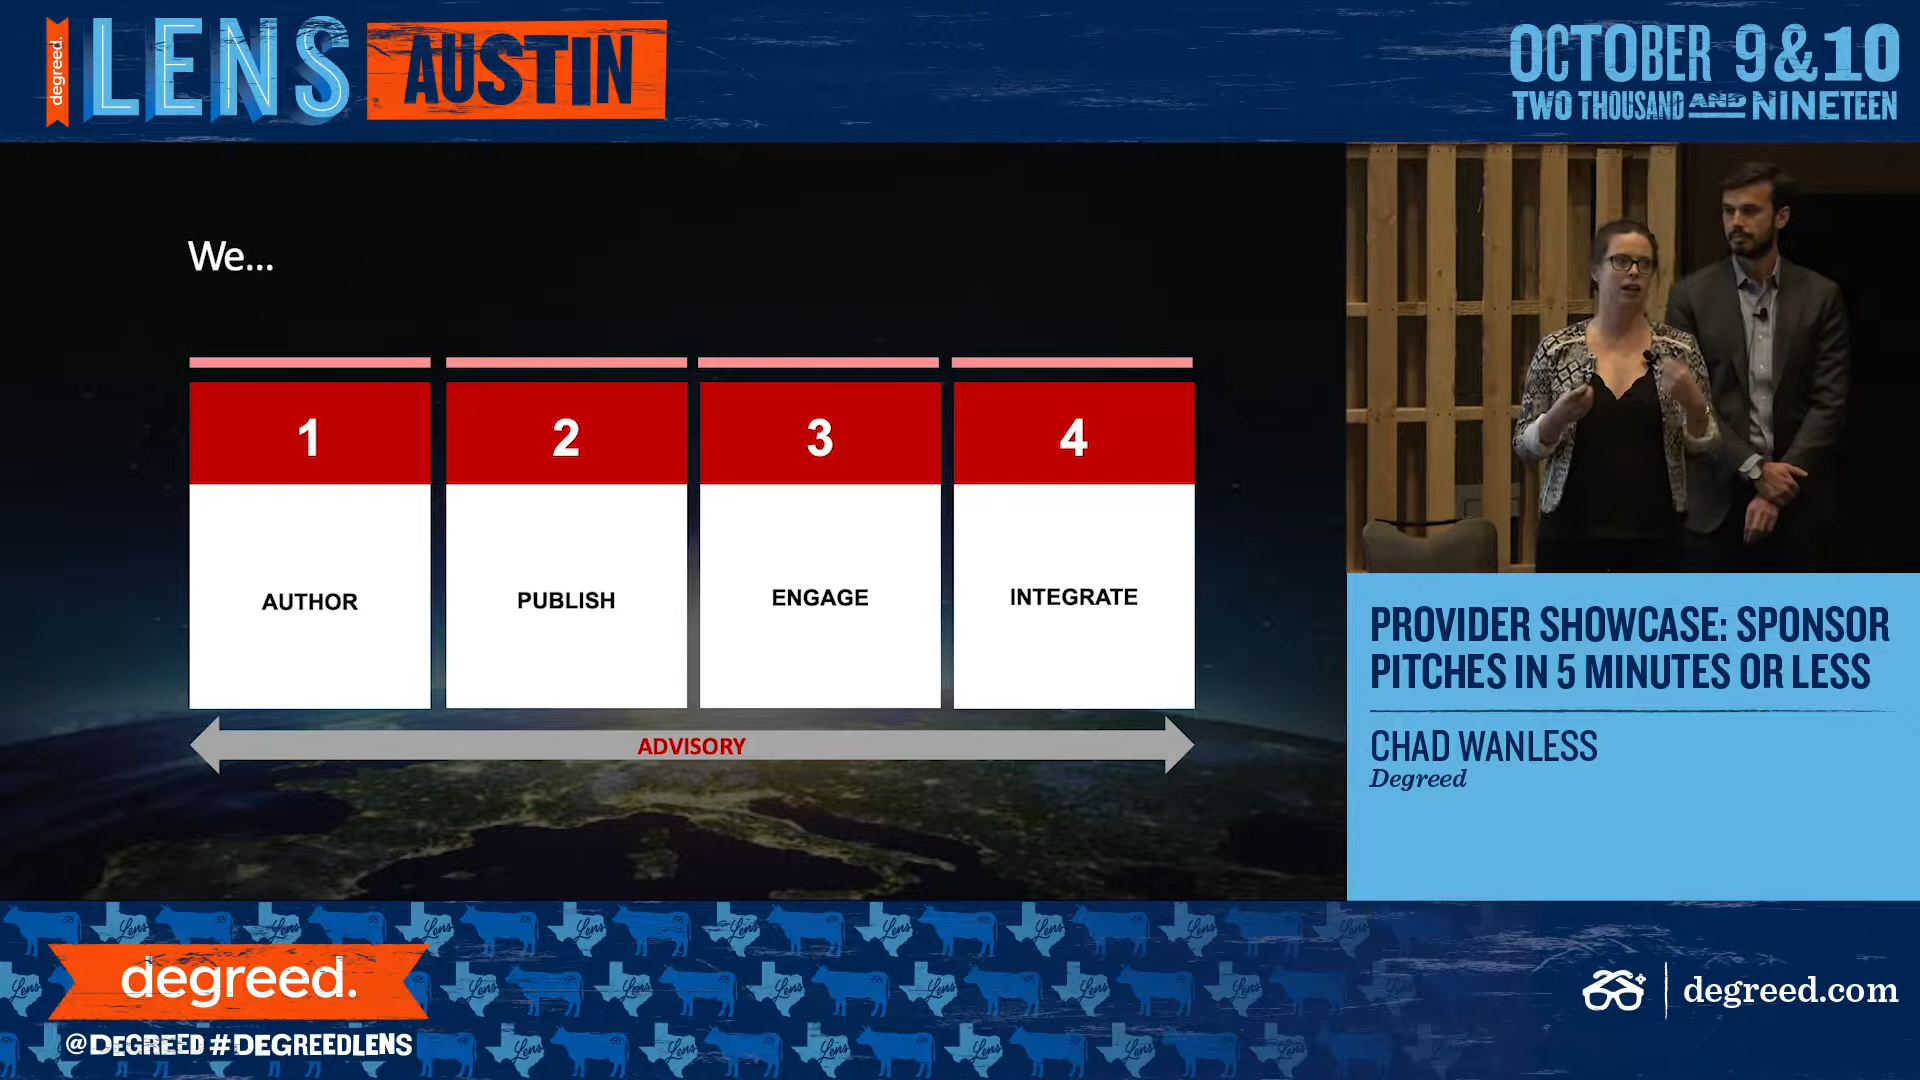 degreed.
LENS
AUSTIN
OCTOBER 9&10
TWO THOUSAND AND NINETEEN
We...
1
2
3
4
AUTHOR
PUBLISH
ENGAGE
INTEGRATE
ADVISORY
PROVIDER SHOWCASE: SPONSOR
PITCHES IN 5 MINUTES OR LESS
CHAD WANLESS
Degreed
degreed.
@DEGREED #DEGREEDLENS
Lens
degreed.com